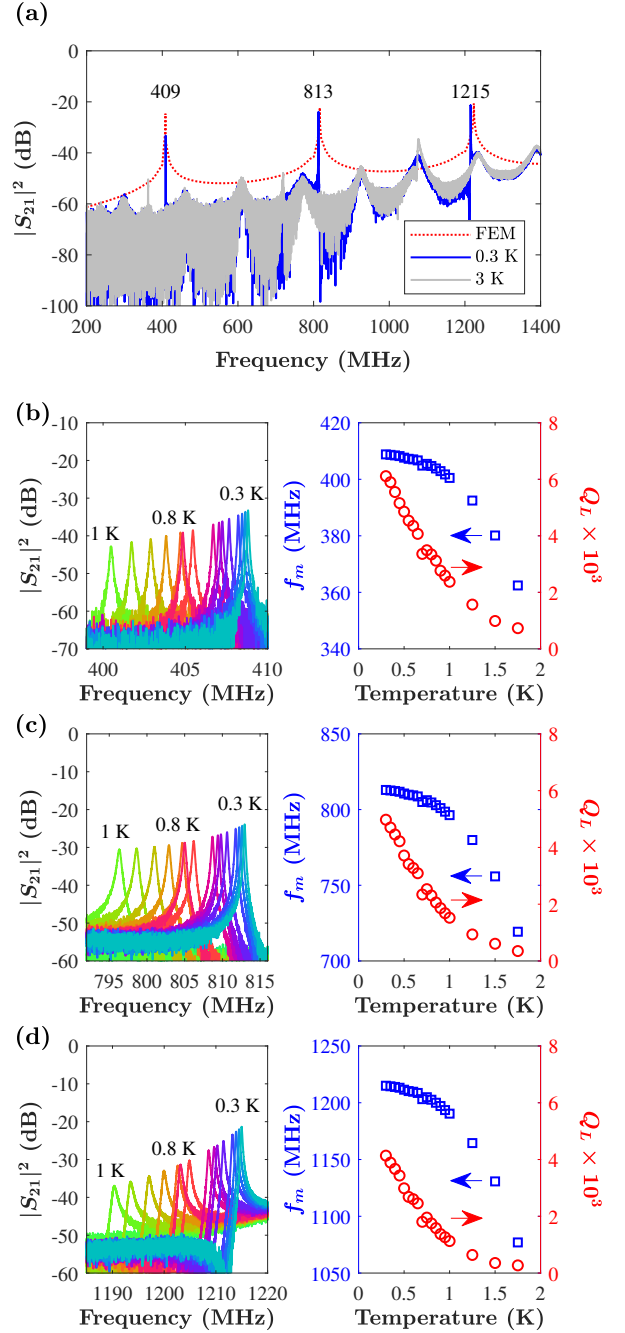 (a)
0
-20
-40
-60
-80
-100
|S21|² (dB)
409
813
1215
FEM
0.3 K
3 K
200 400 600 800 1000 1200 1400
Frequency (MHz)
(b)
-10
-20
-30
-40
-50
-60
-70
|S21|² (dB)
1 K
0.8 K
0.3 K
400 405 410
Frequency (MHz)
420
400
380
360
340
fm (MHz)
8
6
4
2
0
QL × 10³
0 0.5 1 1.5 2
Temperature (K)
(c)
0
-10
-20
-30
-40
-50
-60
|S21|² (dB)
1 K
0.8 K
0.3 K
795 800 805 810 815
Frequency (MHz)
850
800
750
700
fm (MHz)
8
6
4
2
0
QL × 10³
0 0.5 1 1.5 2
Temperature (K)
(d)
0
-10
-20
-30
-40
-50
-60
|S21|² (dB)
1 K
0.8 K
0.3 K
1190 1200 1210 1220
Frequency (MHz)
1250
1200
1150
1100
1050
fm (MHz)
8
6
4
2
0
QL × 10³
0 0.5 1 1.5 2
Temperature (K)